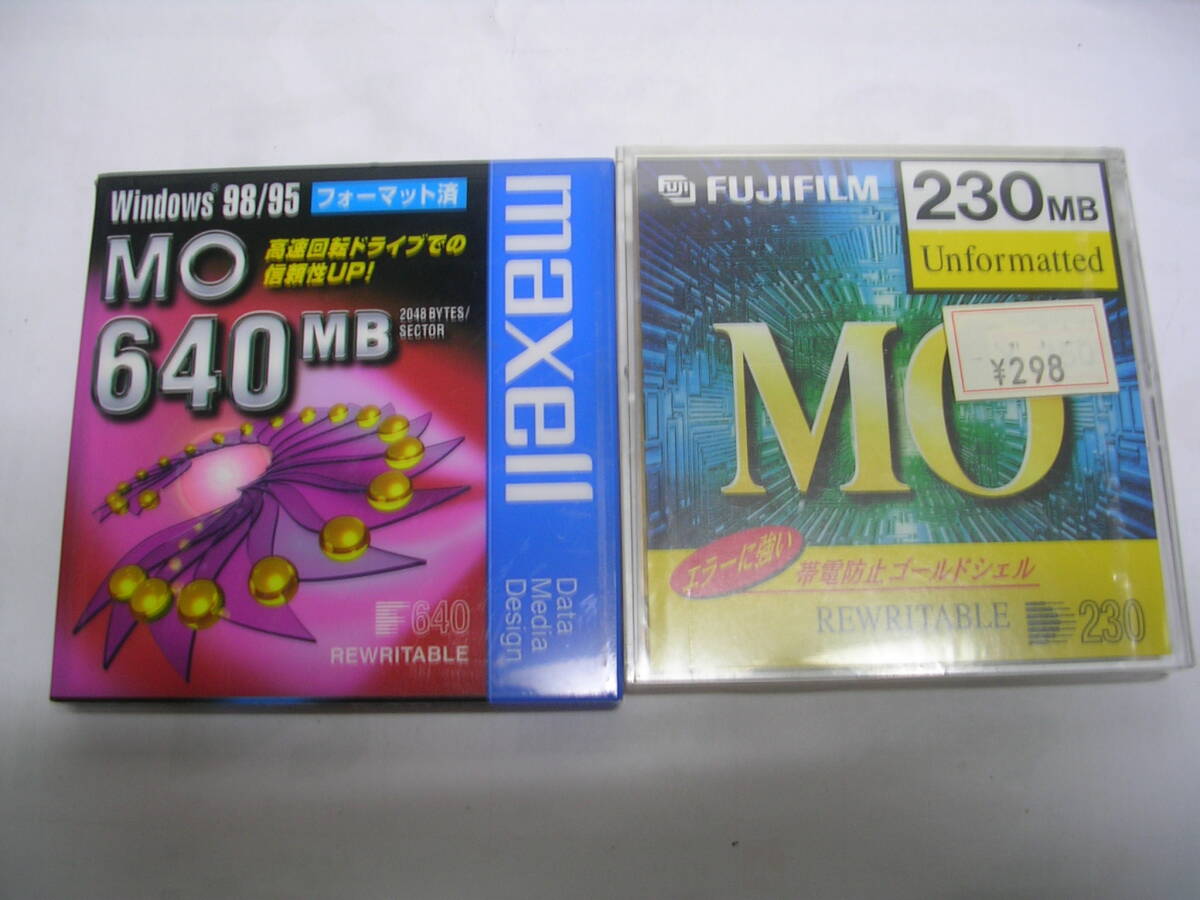 Windows® 98/95 フォーマット済
MO
高速回転ドライブでの
信頼性UP!
640MB
2048 BYTES/
SECTOR
640
REWRITABLE
maxell
Data
Media
Design
FUJI FUJIFILM
230MB
Unformatted
MO
¥298
エラーに強い
帯電防止ゴールドシェル
REWRITABLE 230